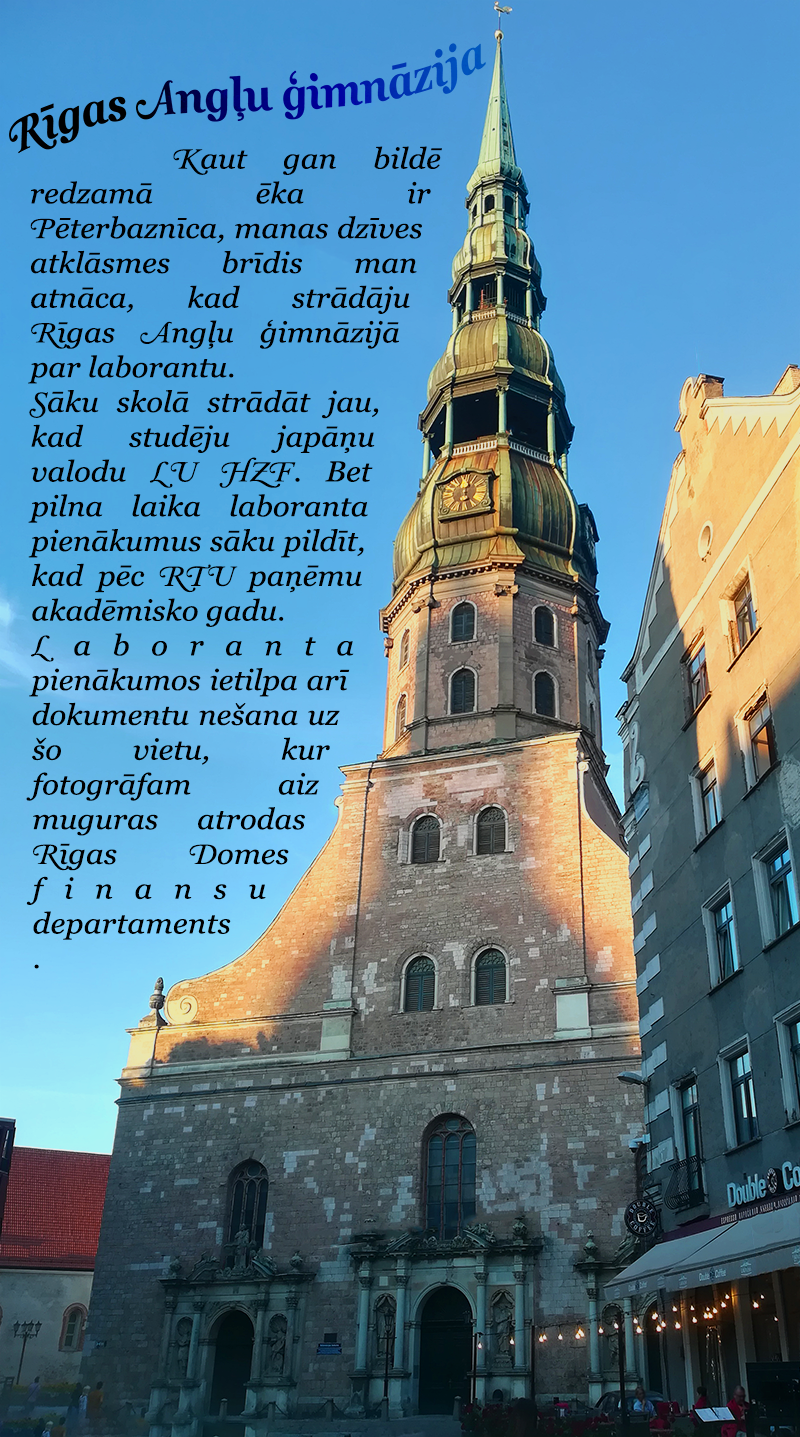 Rīgas Angļu ģimnāzija
Kaut gan bildē
redzamā ēka ir
Pēterbaznīca, manas dzīves
atklāsmes brīdis man
atnāca, kad strādāju
Rīgas Angļu ģimnāzijā
par laborantu.
Sāku skolā strādāt jau,
kad studēju japāņu
valodu LU HZF. Bet
pilna laika laboranta
pienākumus sāku pildīt,
kad pēc RTU paņēmu
akadēmisko gadu.
Laboranta
pienākumos ietilpa arī
dokumentu nešana uz
šo vietu, kur
fotogrāfam aiz
muguras atrodas
Rīgas Domes
finansu
departaments
.
Double Co